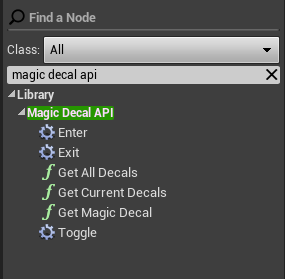 Find a Node
Class: All
magic decal api
Library
Magic Decal API
Enter
Exit
f Get All Decals
f Get Current Decals
f Get Magic Decal
Toggle